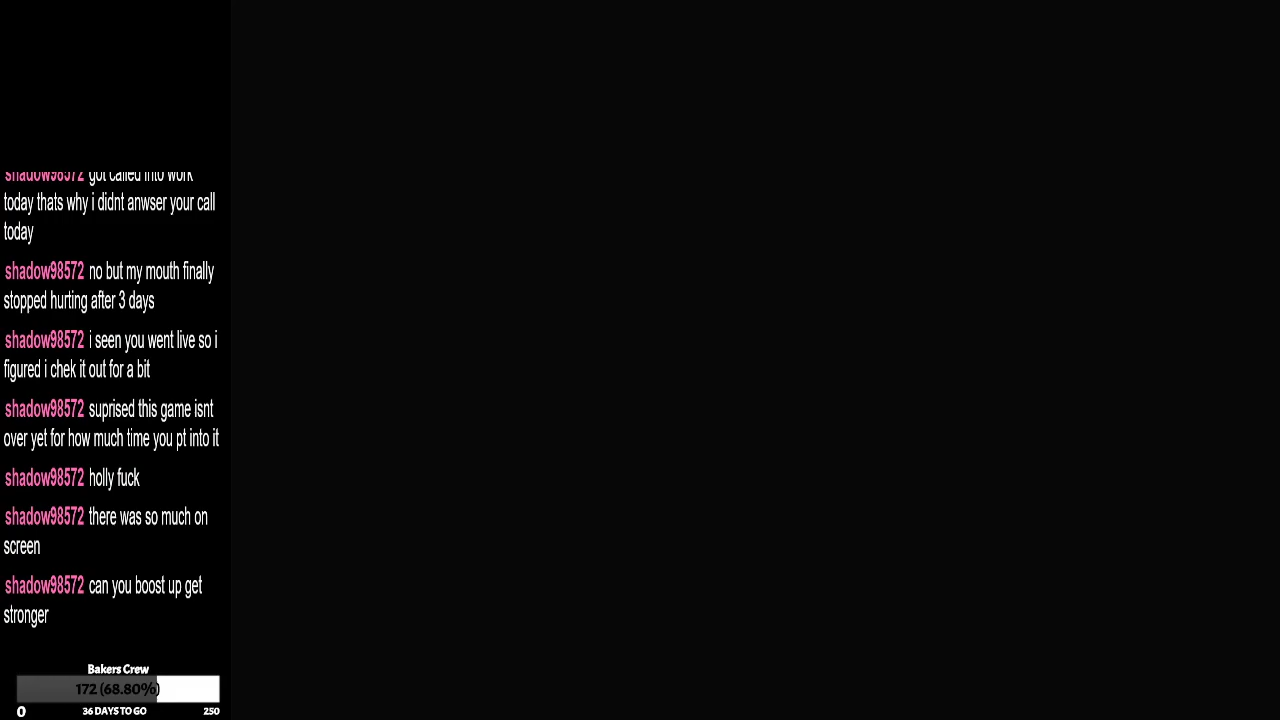 shadow98572 got called into work
today thats why i didnt anwser your call
today
shadow98572 no but my mouth finally
stopped hurting after 3 days
shadow98572 i seen you went live so i
figured i chek it out for a bit
shadow98572 suprised this game isnt
over yet for how much time you pt into it
shadow98572 holly fuck
shadow98572 there was so much on
screen
shadow98572 can you boost up get
stronger
Bakers Crew
172 (68.80%)
0 36 DAYS TO GO 250